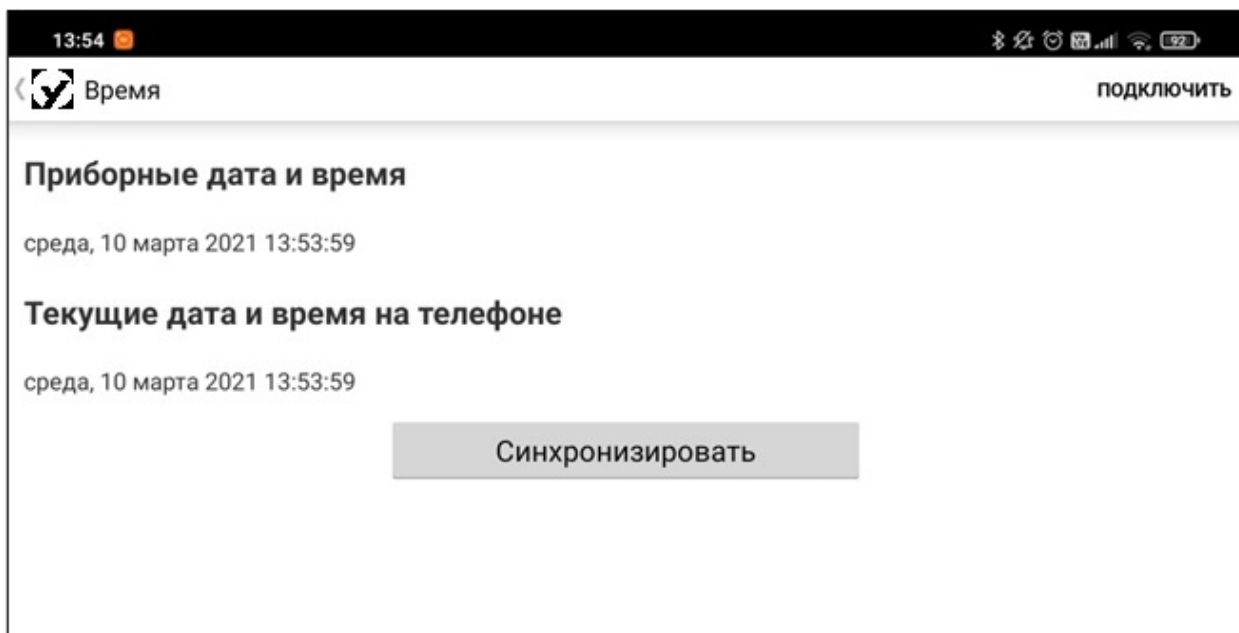 13:54
92
Время
ПОДКЛЮЧИТЬ
Приборные дата и время
среда, 10 марта 2021 13:53:59
Текущие дата и время на телефоне
среда, 10 марта 2021 13:53:59
Синхронизировать